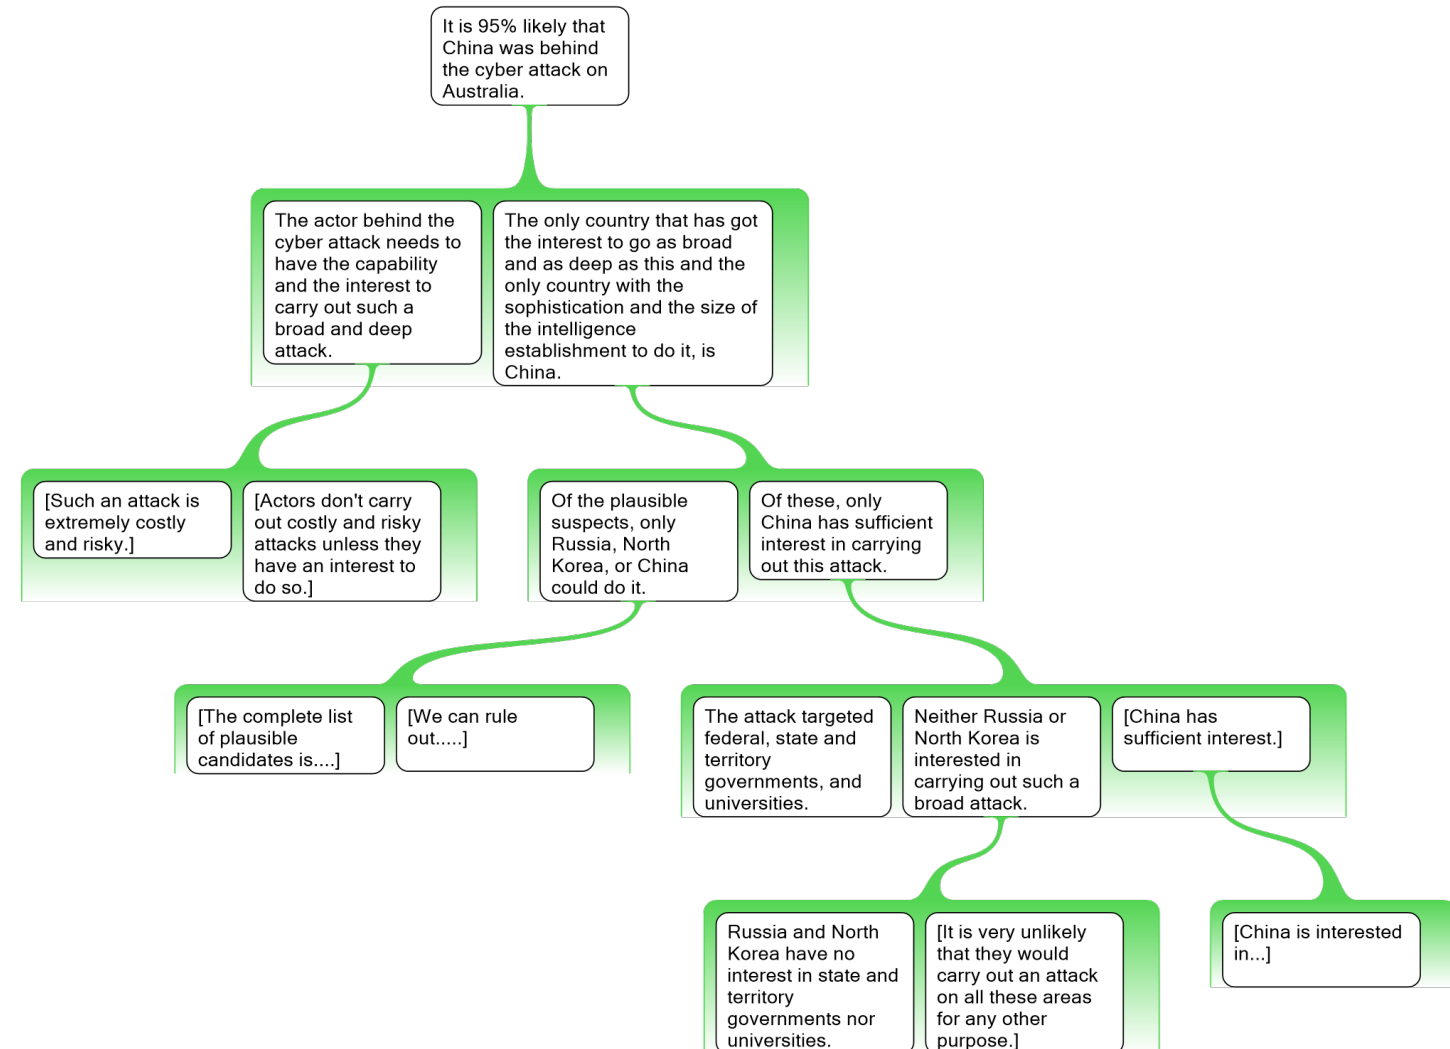 It is 95% likely that
China was behind
the cyber attack on
Australia.
The actor behind the
cyber attack needs to
have the capability
and the interest to
carry out such a
broad and deep
attack.
The only country that has got
the interest to go as broad
and as deep as this and the
only country with the
sophistication and the size of
the intelligence
establishment to do it, is
China.
[Such an attack is
extremely costly
and risky.]
[Actors don't carry
out costly and risky
attacks unless they
have an interest to
do so.]
Of the plausible
suspects, only
Russia, North
Korea, or China
could do it.
Of these, only
China has sufficient
interest in carrying
out this attack.
[The complete list
of plausible
candidates is....]
[We can rule
out.....]
The attack targeted
federal, state and
territory
governments, and
universities.
Neither Russia or
North Korea is
interested in
carrying out such a
broad attack.
[China has
sufficient interest.]
Russia and North
Korea have no
interest in state and
territory
governments nor
universities.
[It is very unlikely
that they would
carry out an attack
on all these areas
for any other
purpose.]
[China is interested
in...]